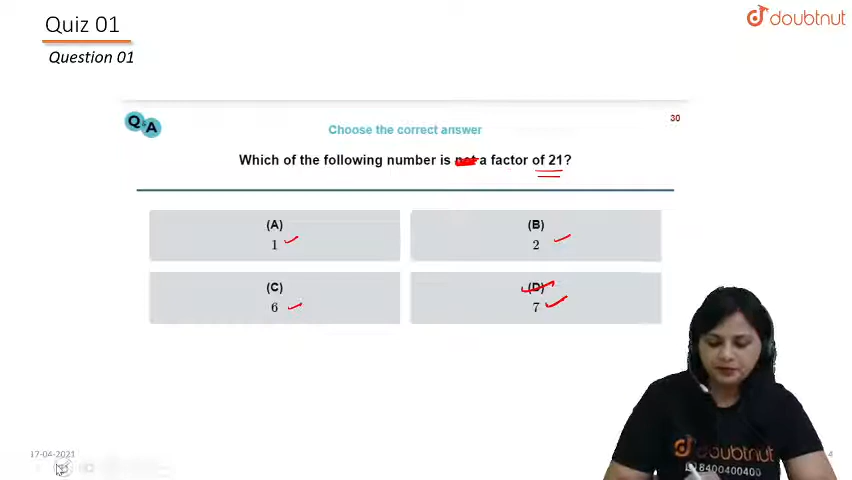 Quiz 01
doubtnut
Question 01
Q&A
30
Choose the correct answer
Which of the following number is not a factor of 21?
(A)
1
(B)
2
(C)
6
(D)
7
17-04-2021
4
doubtnut
8400400400